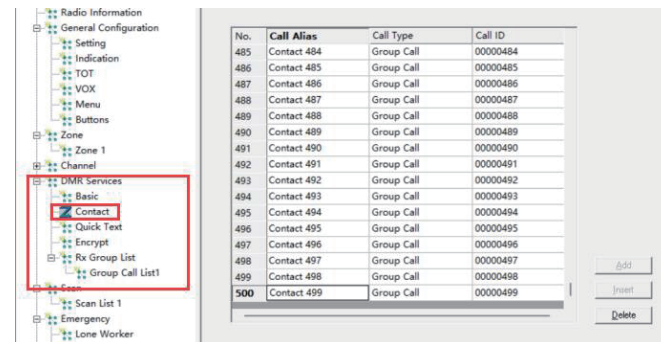 Radio Information
General Configuration
Setting
Indication
TOT
VOX
Menu
Buttons
Zone
Zone 1
Channel
DMR Services
Basic
Contact
Quick Text
Encrypt
Rx Group List
Group Call List1
Scan
Scan List 1
Emergency
Lone Worker
No. Call Alias Call Type Call ID
485 Contact 484 Group Call 00000484
486 Contact 485 Group Call 00000485
487 Contact 486 Group Call 00000486
488 Contact 487 Group Call 00000487
489 Contact 488 Group Call 00000488
490 Contact 489 Group Call 00000489
491 Contact 490 Group Call 00000490
492 Contact 491 Group Call 00000491
493 Contact 492 Group Call 00000492
494 Contact 493 Group Call 00000493
495 Contact 494 Group Call 00000494
496 Contact 495 Group Call 00000495
497 Contact 496 Group Call 00000496
498 Contact 497 Group Call 00000497
499 Contact 498 Group Call 00000498
500 Contact 499 Group Call 00000499
Add
Insert
Delete